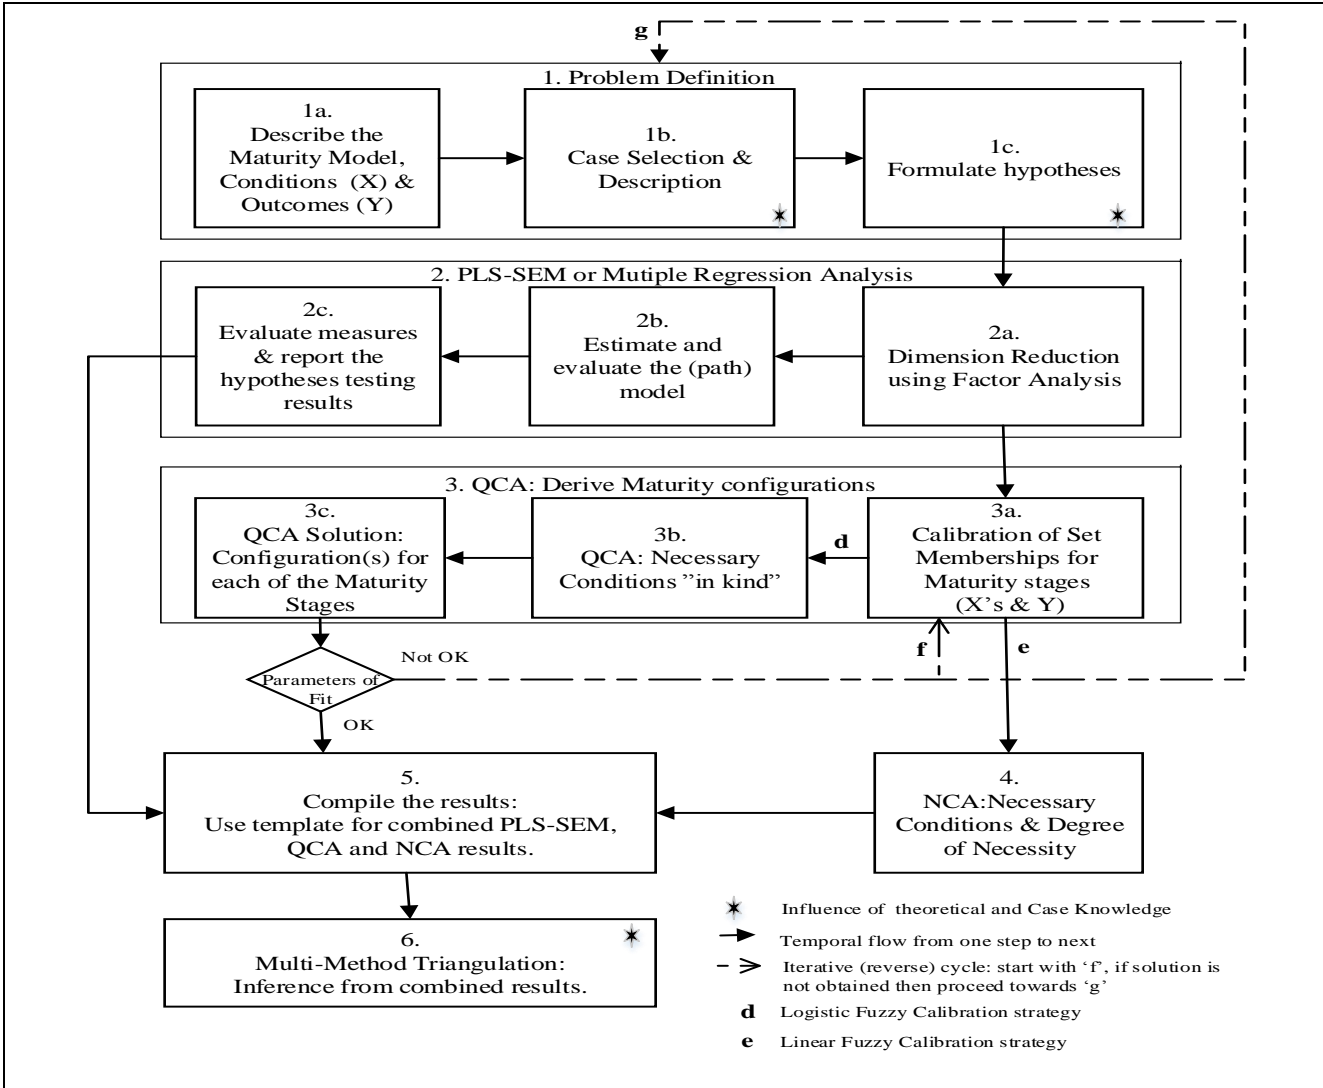 g
1. Problem Definition
1a.
Describe the
Maturity Model,
Conditions (X) &
Outcomes (Y)
1b.
Case Selection &
Description
1c.
Formulate hypotheses
2. PLS-SEM or Mutiple Regression Analysis
2c.
Evaluate measures
& report the
hypotheses testing
results
2b.
Estimate and
evaluate the (path)
model
2a.
Dimension Reduction
using Factor Analysis
3. QCA: Derive Maturity configurations
3c.
QCA Solution:
Configuration(s) for
each of the Maturity
Stages
3b.
QCA: Necessary
Conditions ”in kind”
d
3a.
Calibration of Set
Memberships for
Maturity stages
(X’s & Y)
f
e
Not OK
Parameters of
Fit
OK
5.
Compile the results:
Use template for combined PLS-SEM,
QCA and NCA results.
4.
NCA:Necessary
Conditions & Degree
of Necessity
6.
Multi-Method Triangulation:
Inference from combined results.
Influence of theoretical and Case Knowledge
Temporal flow from one step to next
Iterative (reverse) cycle: start with ‘f’, if solution is
not obtained then proceed towards ‘g’
d Logistic Fuzzy Calibration strategy
e Linear Fuzzy Calibration strategy